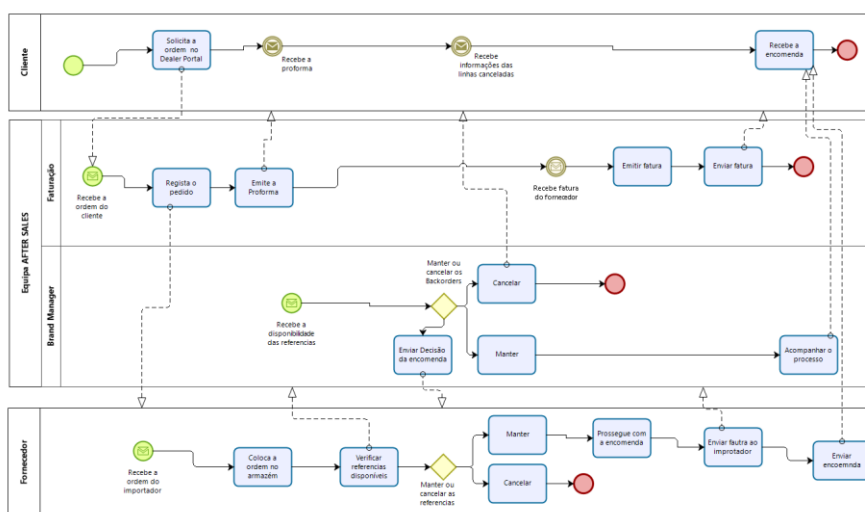 Cliente
Solicita a
ordem no
Dealer Portal
Recebe a
proforma
Recebe
informações das
linhas canceladas
Recebe a
encomenda
Equipa AFTER SALES
Faturação
Recebe a
ordem do
cliente
Regista o
pedido
Emite a
Proforma
Recebe fatura
do fornecedor
Emitir fatura
Enviar fatura
Brand Manager
Recebe a
disponibilidade
das referencias
Manter ou
cancelar os
Backorders
Cancelar
Enviar Decisão
da encomenda
Manter
Acompanhar o
processo
Fornecedor
Recebe a
ordem do
importador
Coloca a
ordem no
armazém
Verificar
referencias
disponíveis
Manter ou
cancelar as
referencias
Manter
Cancelar
Prossegue com
a encomenda
Enviar fautra ao
improtador
Enviar
encoemnda